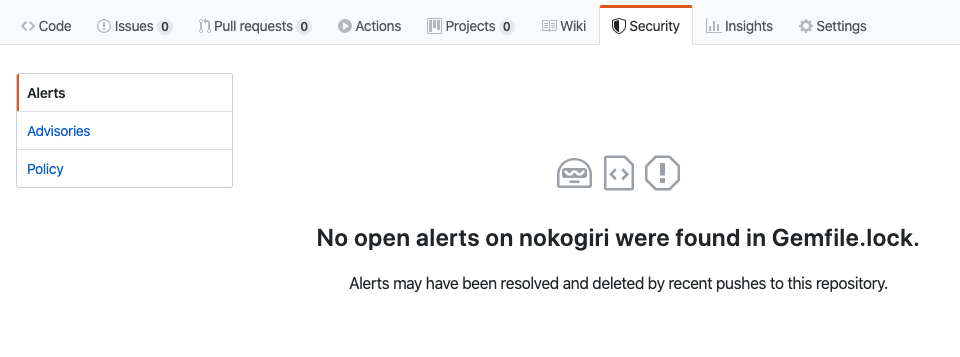 Code Issues 0 Pull requests 0 Actions Projects 0 Wiki Security Insights Settings
Alerts
Advisories
Policy
No open alerts on nokogiri were found in Gemfile.lock.
Alerts may have been resolved and deleted by recent pushes to this repository.